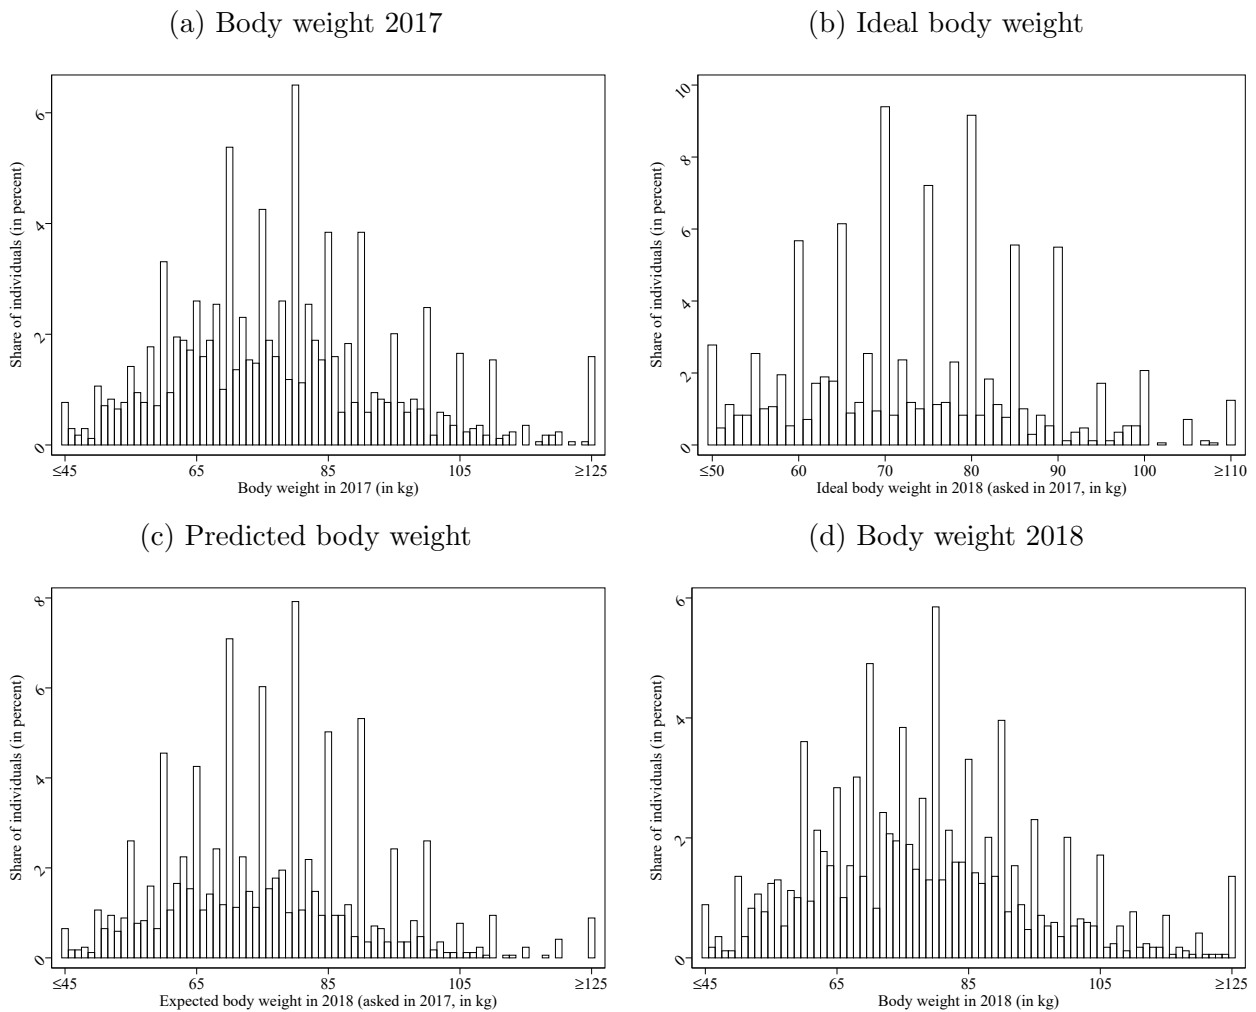 (a) Body weight 2017
(b) Ideal body weight
Share of individuals (in percent)
0 2 4 6
≤45 65 85 105 ≥125
Body weight in 2017 (in kg)
Share of individuals (in percent)
0 2 4 6 8 10
≤50 60 70 80 90 100 ≥110
Ideal body weight in 2018 (asked in 2017, in kg)
(c) Predicted body weight
(d) Body weight 2018
Share of individuals (in percent)
0 2 4 6 8
≤45 65 85 105 ≥125
Expected body weight in 2018 (asked in 2017, in kg)
Share of individuals (in percent)
0 2 4 6
≤45 65 85 105 ≥125
Body weight in 2018 (in kg)